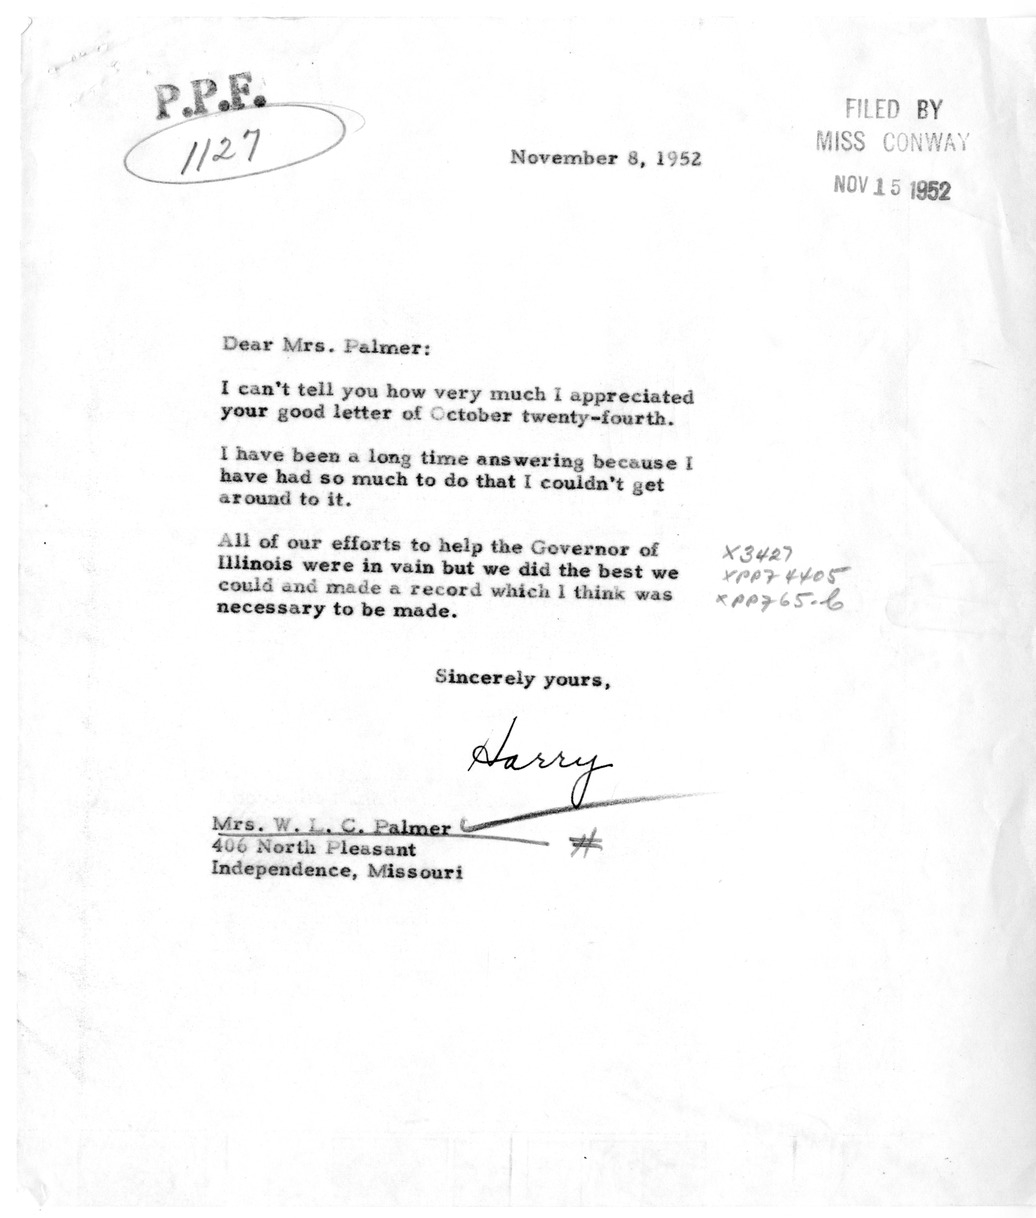 P.P.F.
1127
FILED BY
MISS CONWAY
NOV 15 1952
November 8, 1952
Dear Mrs. Palmer:
I can't tell you how very much I appreciated
your good letter of October twenty-fourth.
I have been a long time answering because I
have had so much to do that I couldn't get
around to it.
All of our efforts to help the Governor of
Illinois were in vain but we did the best we
could and made a record which I think was
necessary to be made.
x3427
xppf4405
xppf65-b
Sincerely yours,
Harry
Mrs. W. L. C. Palmer
#
406 North Pleasant
Independence, Missouri